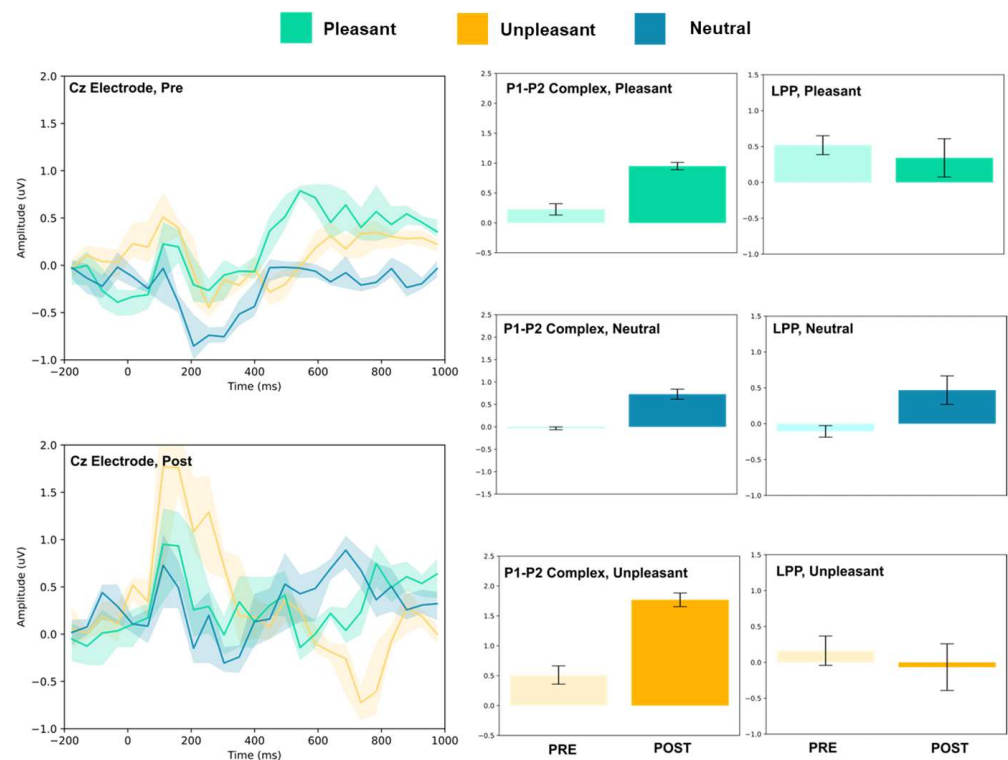 Pleasant
Unpleasant
Neutral
Cz Electrode, Pre
Amplitude (uV)
2.0
1.5
1.0
0.5
0.0
−0.5
−1.0
−200 0 200 400 600 800 1000
Time (ms)
P1-P2 Complex, Pleasant
2.5
2.0
1.5
1.0
0.5
0.0
−0.5
LPP, Pleasant
1.5
1.0
0.5
0.0
−0.5
−1.0
P1-P2 Complex, Neutral
2.5
2.0
1.5
1.0
0.5
0.0
−0.5
−1.0
−1.5
LPP, Neutral
1.5
1.0
0.5
0.0
−0.5
−1.0
Cz Electrode, Post
Amplitude (uV)
2.0
1.5
1.0
0.5
0.0
−0.5
−1.0
−200 0 200 400 600 800 1000
Time (ms)
P1-P2 Complex, Unpleasant
2.5
2.0
1.5
1.0
0.5
0.0
−0.5
PRE POST
LPP, Unpleasant
1.5
1.0
0.5
0.0
−0.5
−1.0
PRE POST